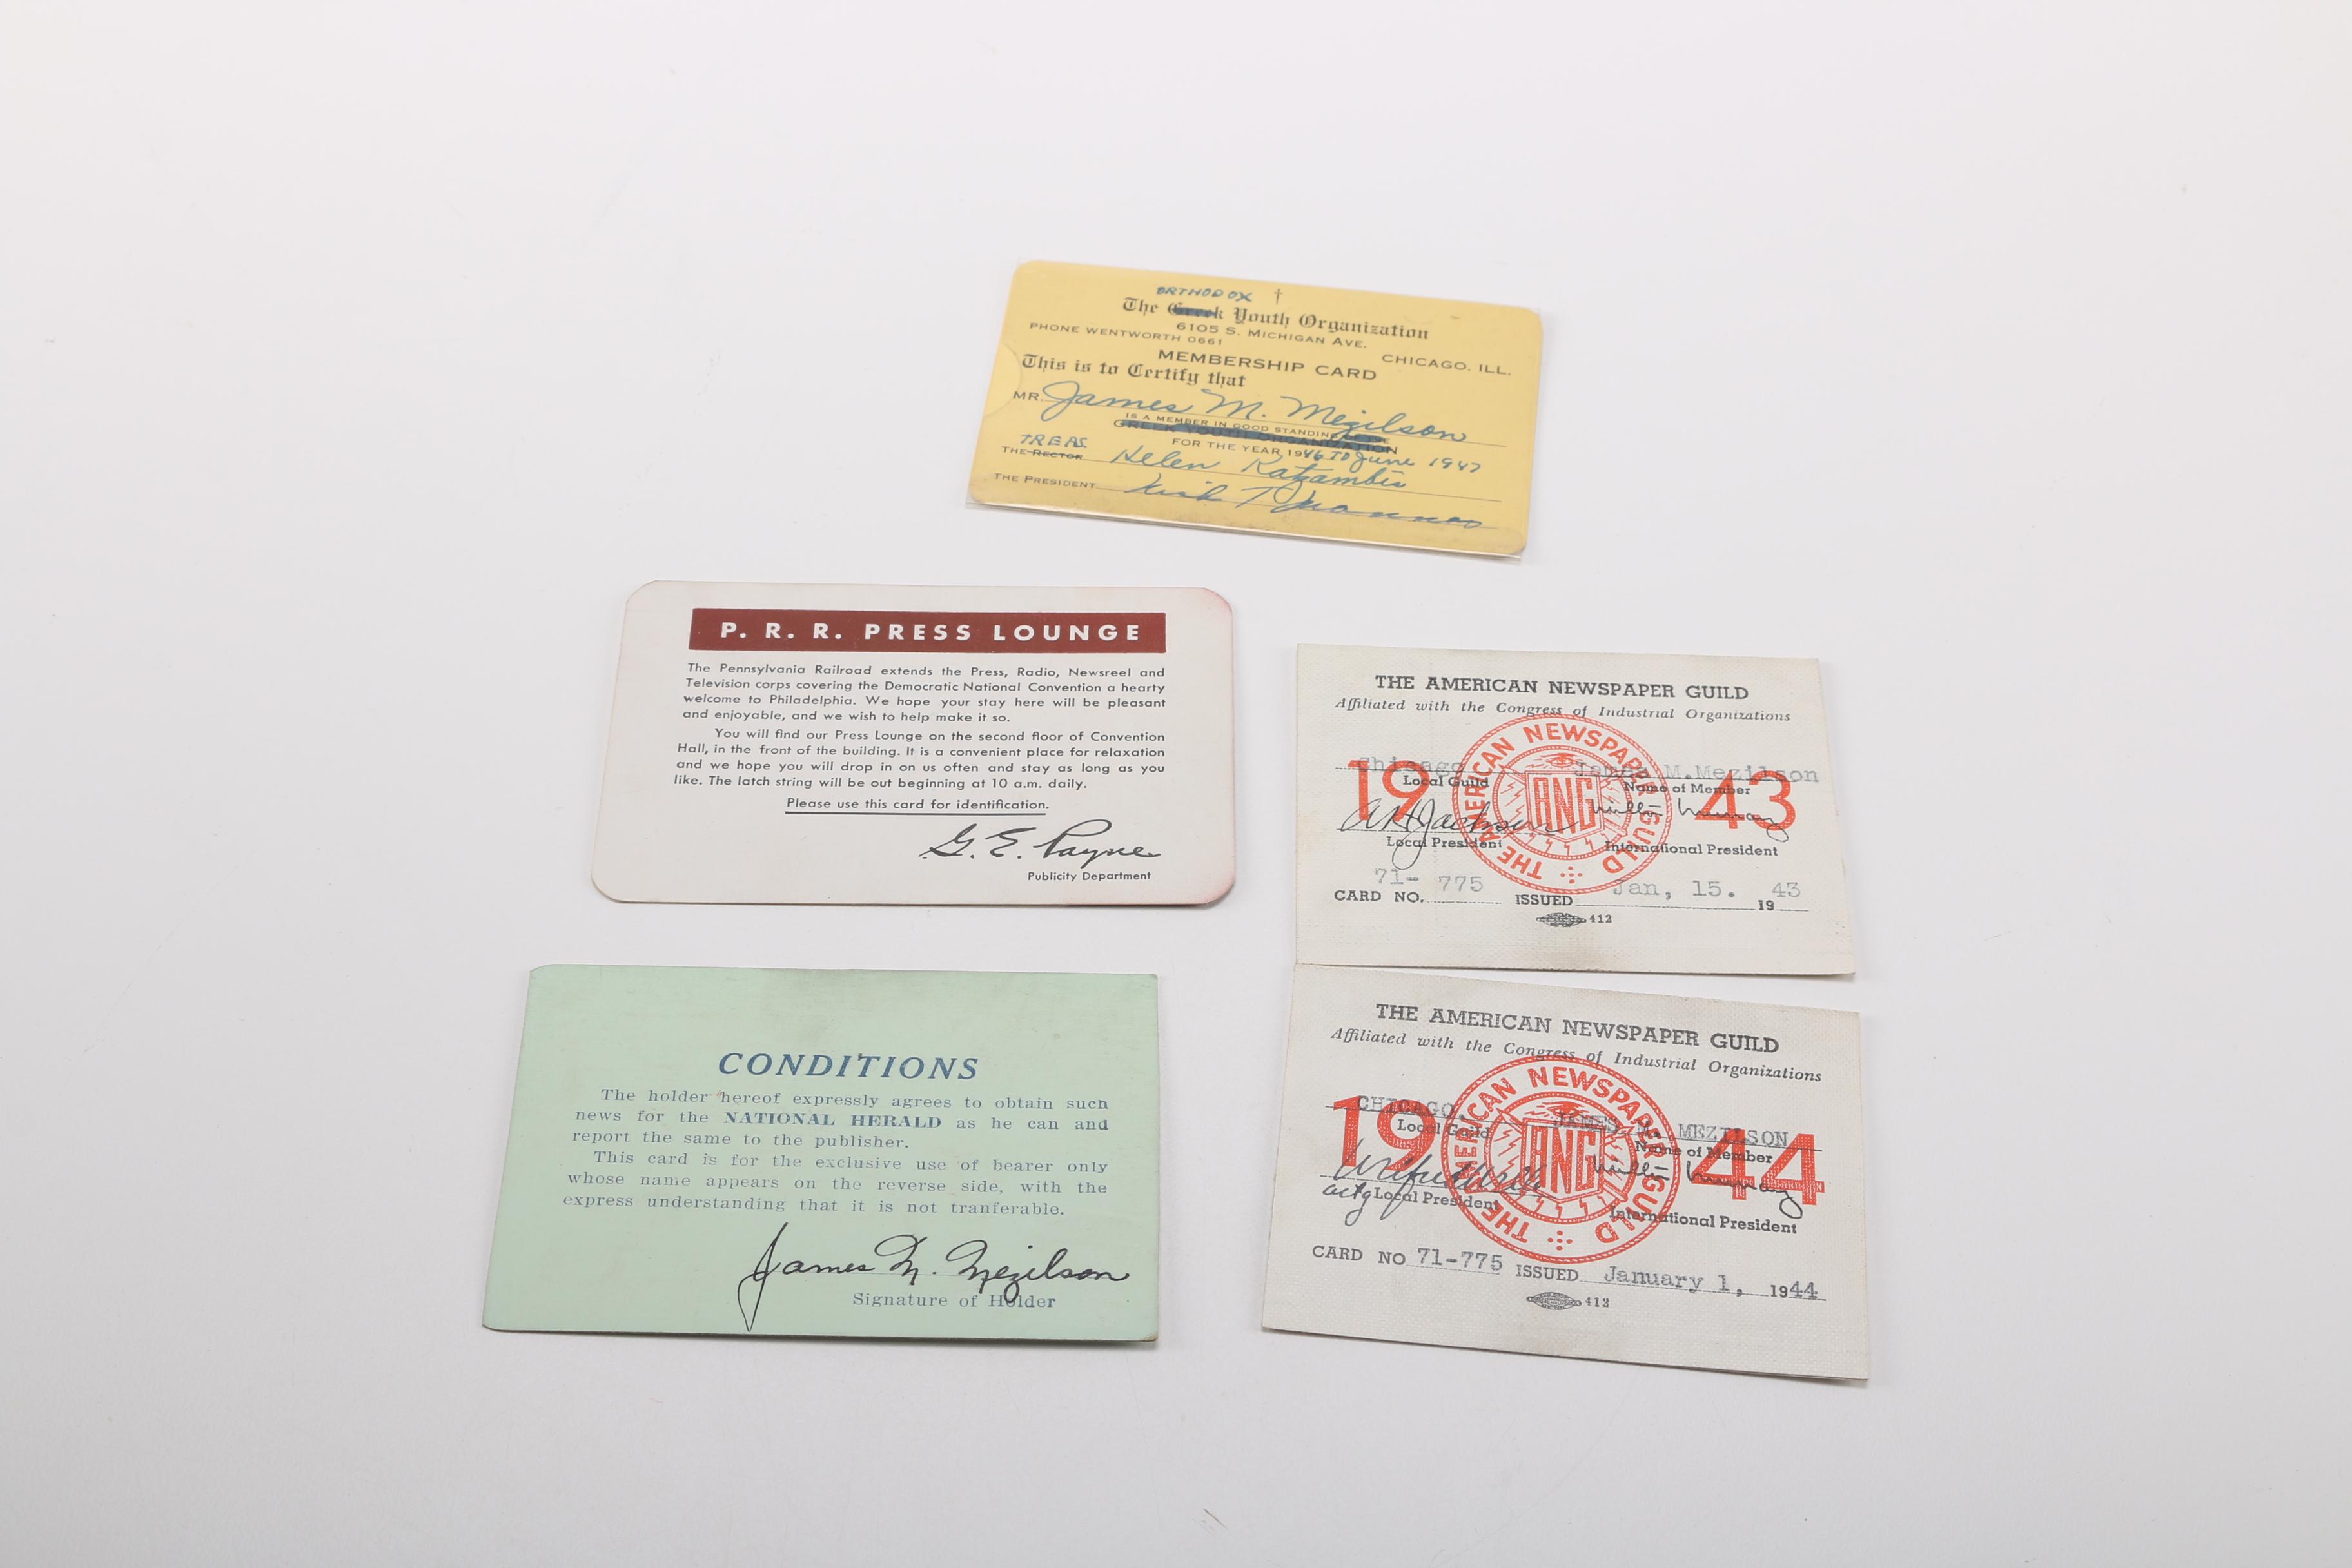 ORTHODOX †
The Greek Youth Organization
6105 S. MICHIGAN AVE.
PHONE WENTWORTH 0661
CHICAGO, ILL.
MEMBERSHIP CARD
This is to Certify that
MR. James M. Mezilson
IS A MEMBER IN GOOD STANDING
GREEK YOUTH ORGANIZATION
FOR THE YEAR 1946 TO June 1947
TREAS.
THE RECTOR Helen Katsambis
THE PRESIDENT
P. R. R. PRESS LOUNGE
The Pennsylvania Railroad extends the Press, Radio, Newsreel and
Television corps covering the Democratic National Convention a hearty
welcome to Philadelphia. We hope your stay here will be pleasant
and enjoyable, and we wish to help make it so.
You will find our Press Lounge on the second floor of Convention
Hall, in the front of the building. It is a convenient place for relaxation
and we hope you will drop in on us often and stay as long as you
like. The latch string will be out beginning at 10 a.m. daily.
Please use this card for identification.
G. E. Payne
Publicity Department
THE AMERICAN NEWSPAPER GUILD
Affiliated with the Congress of Industrial Organizations
THE AMERICAN NEWSPAPER GUILD
ANG
1943
Chicago James M. Mezilson
Local Guild Name of Member
Milton Murray
Local President International President
71- 775 Jan, 15. 43
CARD NO. ISSUED 19
412
CONDITIONS
The holder hereof expressly agrees to obtain such
news for the NATIONAL HERALD as he can and
report the same to the publisher.
This card is for the exclusive use of bearer only
whose name appears on the reverse side, with the
express understanding that it is not tranferable.
James M. Mezilson
Signature of Holder
THE AMERICAN NEWSPAPER GUILD
Affiliated with the Congress of Industrial Organizations
THE AMERICAN NEWSPAPER GUILD
ANG
1944
CHICAGO, JAMES M. MEZILSON
Local Guild Name of Member
Milton Murray
actg Local President International President
CARD NO 71-775 ISSUED January 1, 1944
412